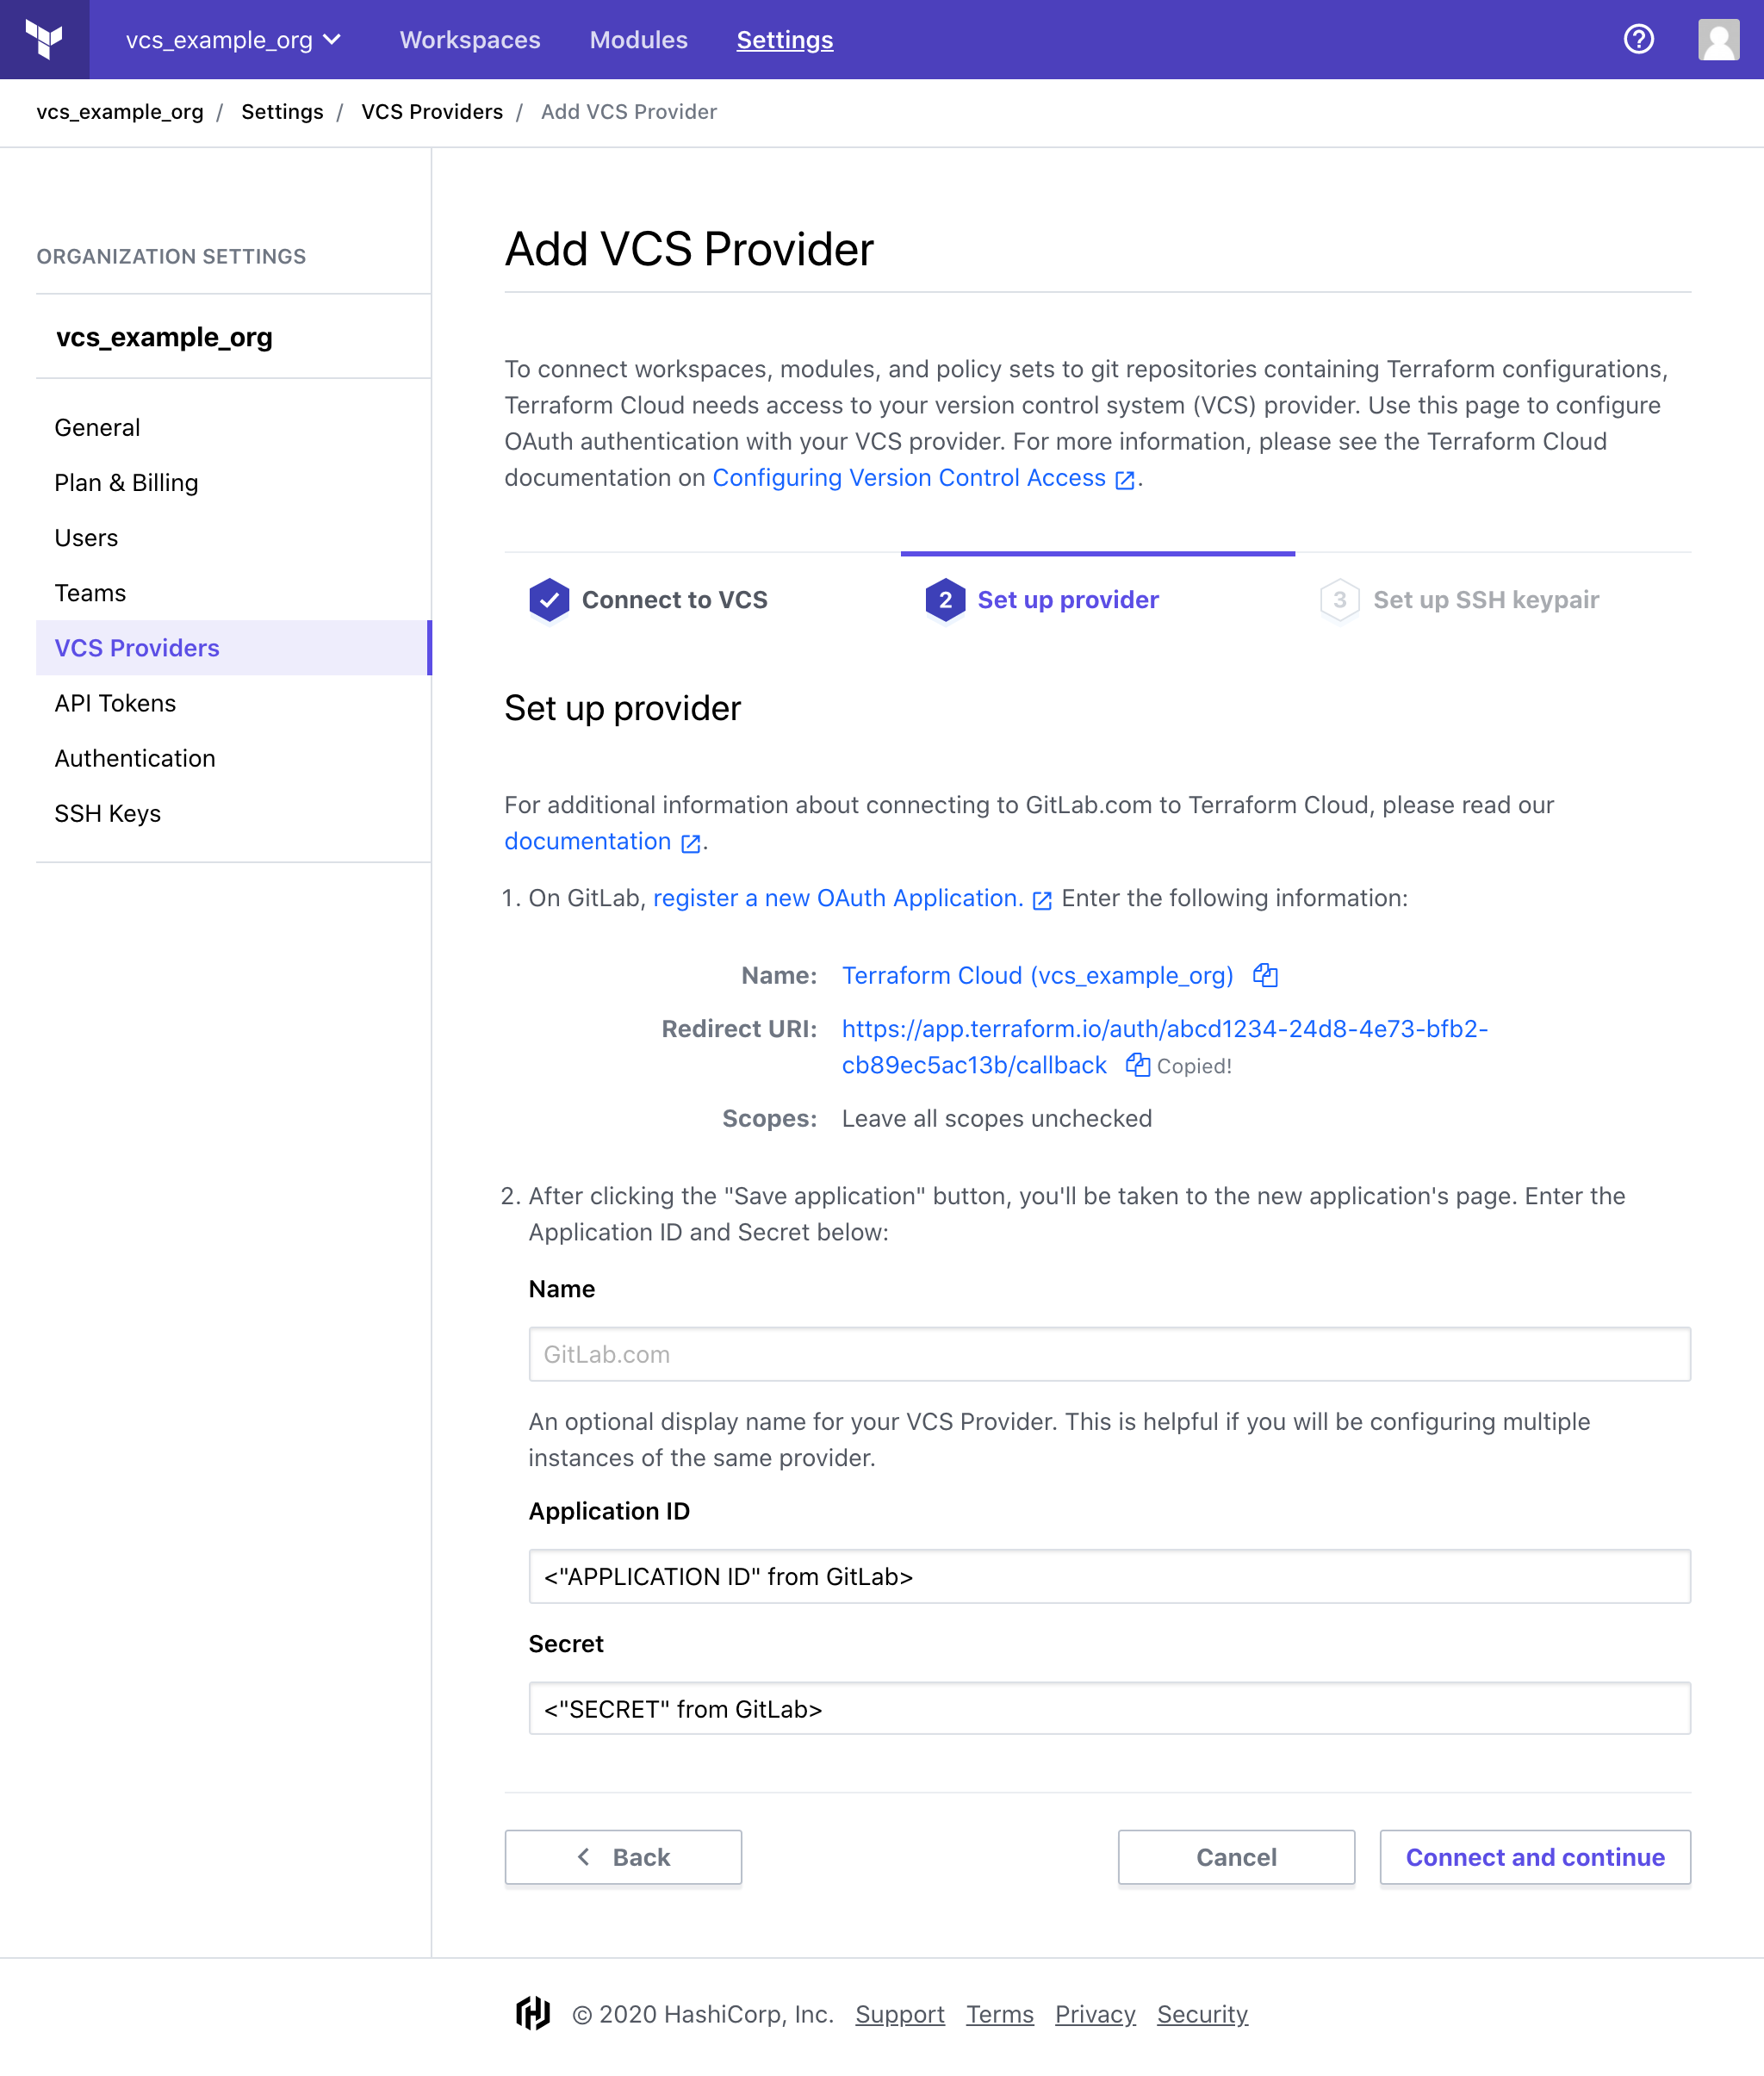 vcs_example_org Workspaces Modules Settings
vcs_example_org / Settings / VCS Providers / Add VCS Provider
ORGANIZATION SETTINGS
vcs_example_org
General
Plan & Billing
Users
Teams
VCS Providers
API Tokens
Authentication
SSH Keys
Add VCS Provider
To connect workspaces, modules, and policy sets to git repositories containing Terraform configurations,
Terraform Cloud needs access to your version control system (VCS) provider. Use this page to configure
OAuth authentication with your VCS provider. For more information, please see the Terraform Cloud
documentation on Configuring Version Control Access .
Connect to VCS
2 Set up provider
3 Set up SSH keypair
Set up provider
For additional information about connecting to GitLab.com to Terraform Cloud, please read our
documentation .
1. On GitLab, register a new OAuth Application. Enter the following information:
Name: Terraform Cloud (vcs_example_org)
Redirect URI: https://app.terraform.io/auth/abcd1234-24d8-4e73-bfb2-
cb89ec5ac13b/callback Copied!
Scopes: Leave all scopes unchecked
2. After clicking the "Save application" button, you'll be taken to the new application's page. Enter the
Application ID and Secret below:
Name
GitLab.com
An optional display name for your VCS Provider. This is helpful if you will be configuring multiple
instances of the same provider.
Application ID
<"APPLICATION ID" from GitLab>
Secret
<"SECRET" from GitLab>
Back
Cancel
Connect and continue
© 2020 HashiCorp, Inc. Support Terms Privacy Security